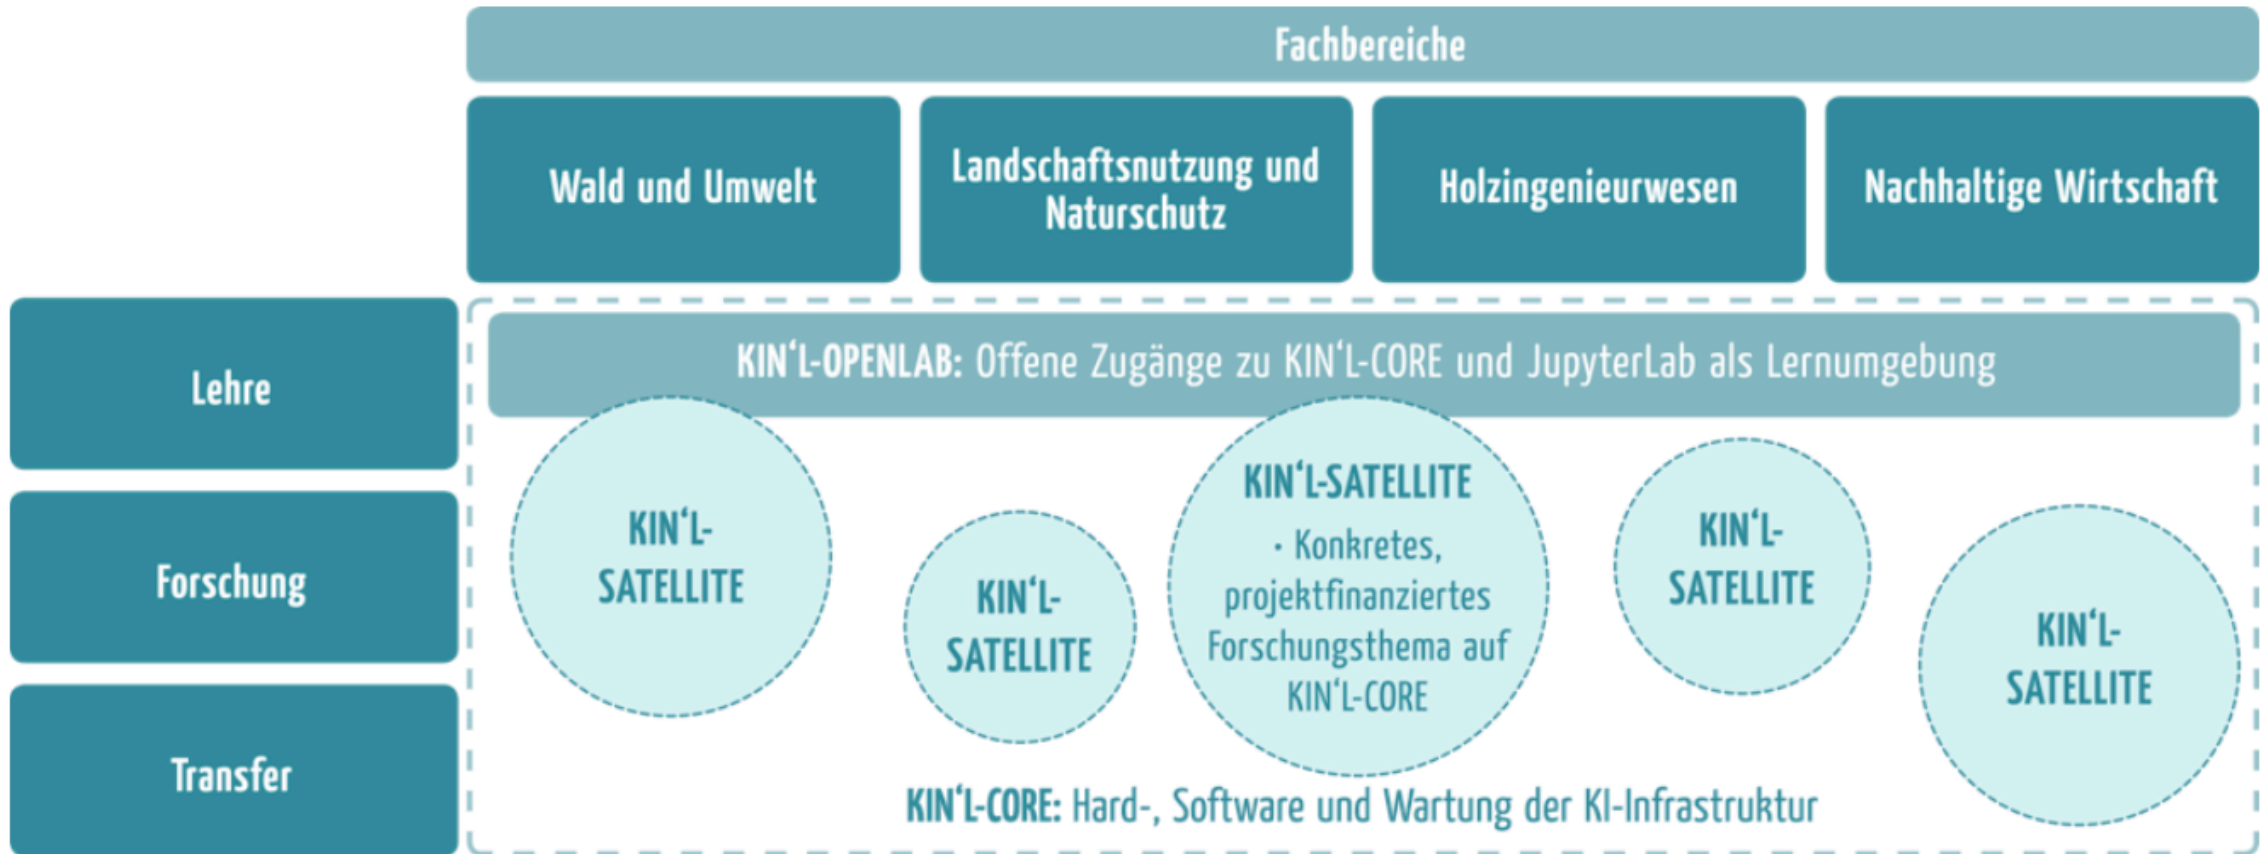 Fachbereiche
Wald und Umwelt
Landschaftsnutzung und
Naturschutz
Holzingenieurwesen
Nachhaltige Wirtschaft
Lehre
KIN‘L-OPENLAB: Offene Zugänge zu KIN‘L-CORE und JupyterLab als Lernumgebung
Forschung
KIN‘L-
SATELLITE
KIN‘L-
SATELLITE
KIN‘L-SATELLITE
• Konkretes,
projektfinanziertes
Forschungsthema auf
KIN‘L-CORE
KIN‘L-
SATELLITE
KIN‘L-
SATELLITE
Transfer
KIN‘L-CORE: Hard-, Software und Wartung der KI-Infrastruktur